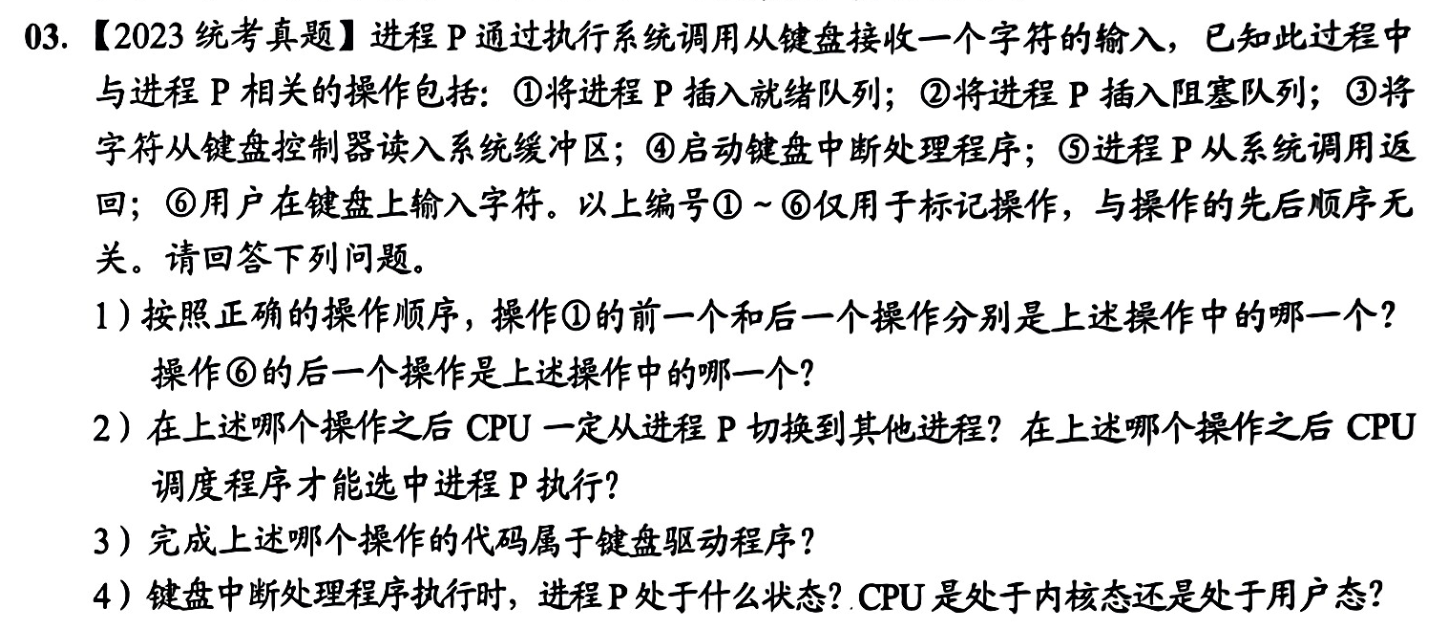 03. 【2023 统考真题】进程 P 通过执行系统调用从键盘接收一个字符的输入，已知此过程中
与进程 P 相关的操作包括：①将进程 P 插入就绪队列；②将进程 P 插入阻塞队列；③将
字符从键盘控制器读入系统缓冲区；④启动键盘中断处理程序；⑤进程 P 从系统调用返
回；⑥用户在键盘上输入字符。以上编号①～⑥仅用于标记操作，与操作的先后顺序无
关。请回答下列问题。
1）按照正确的操作顺序，操作①的前一个和后一个操作分别是上述操作中的哪一个？
操作⑥的后一个操作是上述操作中的哪一个？
2）在上述哪个操作之后 CPU 一定从进程 P 切换到其他进程？在上述哪个操作之后 CPU
调度程序才能选中进程 P 执行？
3）完成上述哪个操作的代码属于键盘驱动程序？
4）键盘中断处理程序执行时，进程 P 处于什么状态？CPU 是处于内核态还是处于用户态？